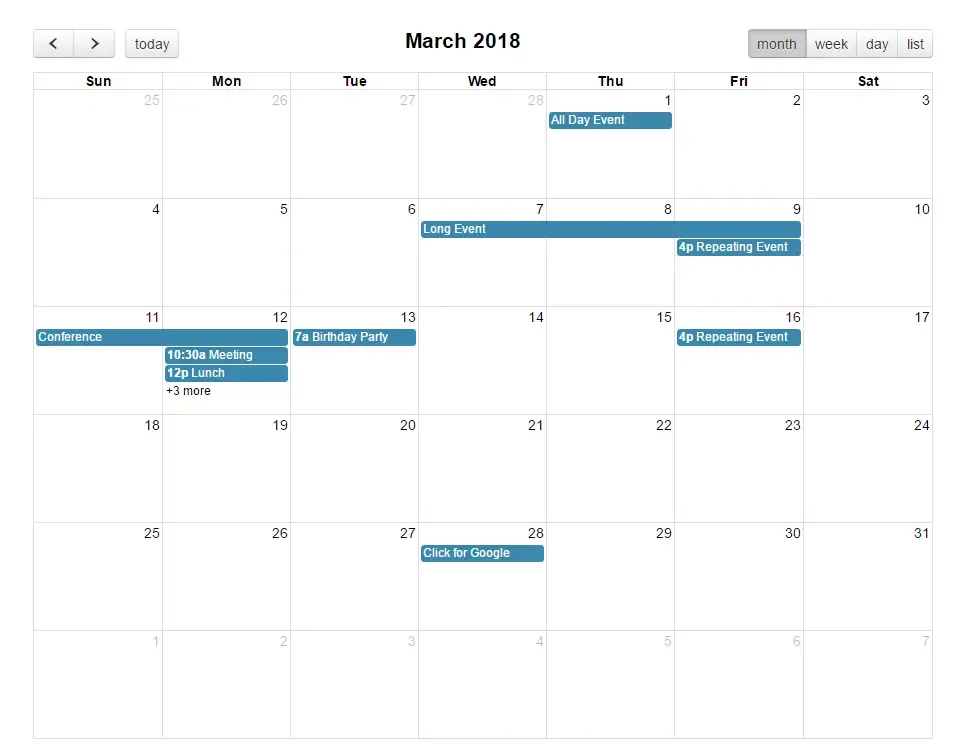 today
March 2018
month week day list
Sun Mon Tue Wed Thu Fri Sat
25 26 27 28 1 2 3
All Day Event
4 5 6 7 8 9 10
Long Event
4p Repeating Event
11 12 13 14 15 16 17
Conference 7a Birthday Party 4p Repeating Event
10:30a Meeting
12p Lunch
+3 more
18 19 20 21 22 23 24
25 26 27 28 29 30 31
Click for Google
1 2 3 4 5 6 7